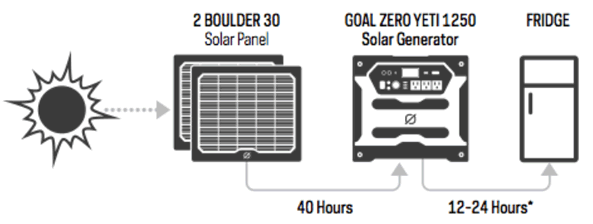 2 BOULDER 30
Solar Panel
GOAL ZERO YETI 1250
Solar Generator
FRIDGE
40 Hours
12-24 Hours*